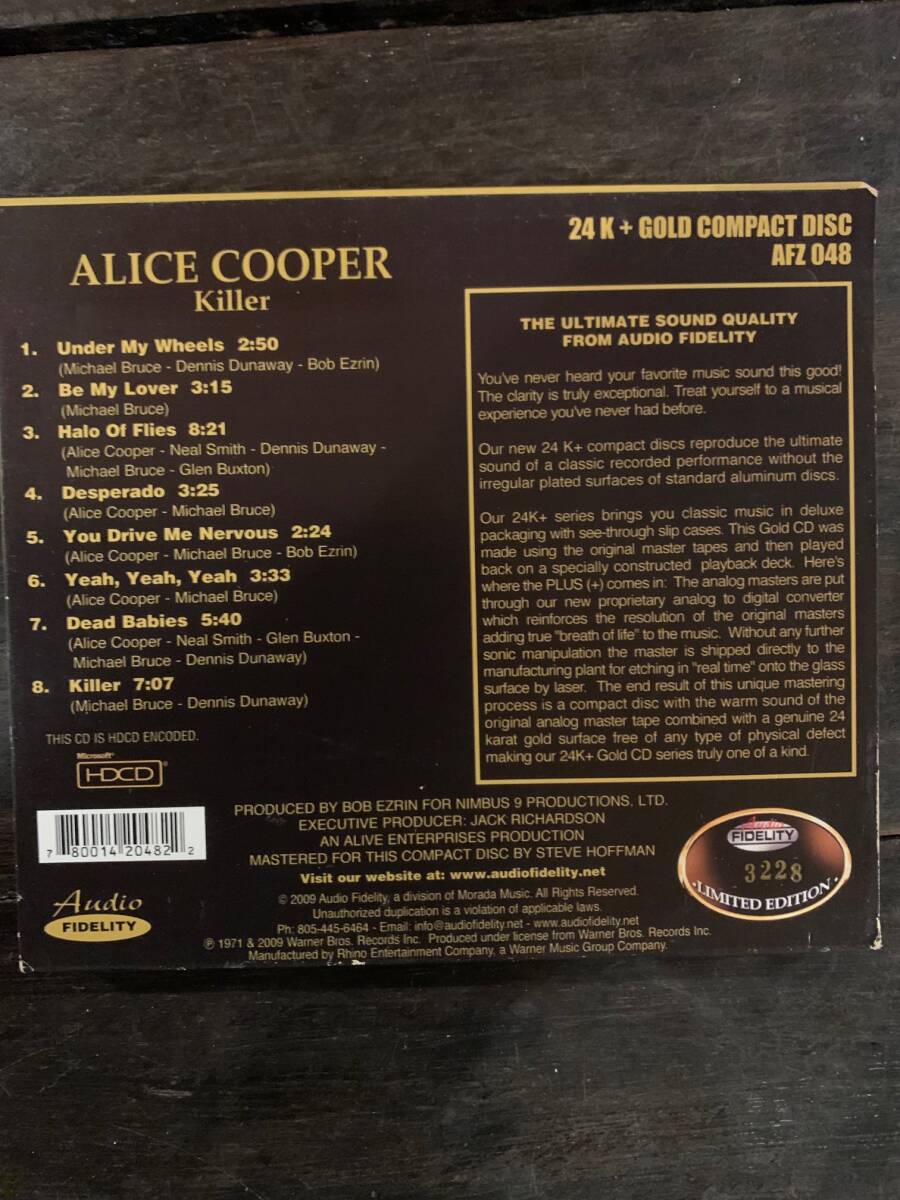 24 K + GOLD COMPACT DISC
AFZ 048
ALICE COOPER
Killer
1. Under My Wheels 2:50
(Michael Bruce - Dennis Dunaway - Bob Ezrin)
2. Be My Lover 3:15
(Michael Bruce)
3. Halo Of Flies 8:21
(Alice Cooper - Neal Smith - Dennis Dunaway -
Michael Bruce - Glen Buxton)
4. Desperado 3:25
(Alice Cooper - Michael Bruce)
5. You Drive Me Nervous 2:24
(Alice Cooper - Michael Bruce - Bob Ezrin)
6. Yeah, Yeah, Yeah 3:33
(Alice Cooper - Michael Bruce)
7. Dead Babies 5:40
(Alice Cooper - Neal Smith - Glen Buxton -
Michael Bruce - Dennis Dunaway)
8. Killer 7:07
(Michael Bruce - Dennis Dunaway)
THIS CD IS HDCD ENCODED.
Microsoft®
HDCD®
THE ULTIMATE SOUND QUALITY
FROM AUDIO FIDELITY
You've never heard your favorite music sound this good!
The clarity is truly exceptional. Treat yourself to a musical
experience you've never had before.
Our new 24 K+ compact discs reproduce the ultimate
sound of a classic recorded performance without the
irregular plated surfaces of standard aluminum discs.
Our 24K+ series brings you classic music in deluxe
packaging with see-through slip cases. This Gold CD was
made using the original master tapes and then played
back on a specially constructed playback deck. Here's
where the PLUS (+) comes in: The analog masters are put
through our new proprietary analog to digital converter
which reinforces the resolution of the original masters
adding true "breath of life" to the music. Without any further
sonic manipulation the master is shipped directly to the
manufacturing plant for etching in "real time" onto the glass
surface by laser. The end result of this unique mastering
process is a compact disc with the warm sound of the
original analog master tape combined with a genuine 24
karat gold surface free of any type of physical defect
making our 24K+ Gold CD series truly one of a kind.
7 80014 20482 2
Audio
FIDELITY
PRODUCED BY BOB EZRIN FOR NIMBUS 9 PRODUCTIONS, LTD.
EXECUTIVE PRODUCER: JACK RICHARDSON
AN ALIVE ENTERPRISES PRODUCTION
MASTERED FOR THIS COMPACT DISC BY STEVE HOFFMAN
Visit our website at: www.audiofidelity.net
© 2009 Audio Fidelity, a division of Morada Music. All Rights Reserved.
Unauthorized duplication is a violation of applicable laws.
Ph: 805-445-6464 - Email: info@audiofidelity.net - www.audiofidelity.net
℗ 1971 & 2009 Warner Bros. Records Inc. Produced under license from Warner Bros. Records Inc.
Manufactured by Rhino Entertainment Company, a Warner Music Group Company.
Audio
FIDELITY
3228
·LIMITED EDITION·